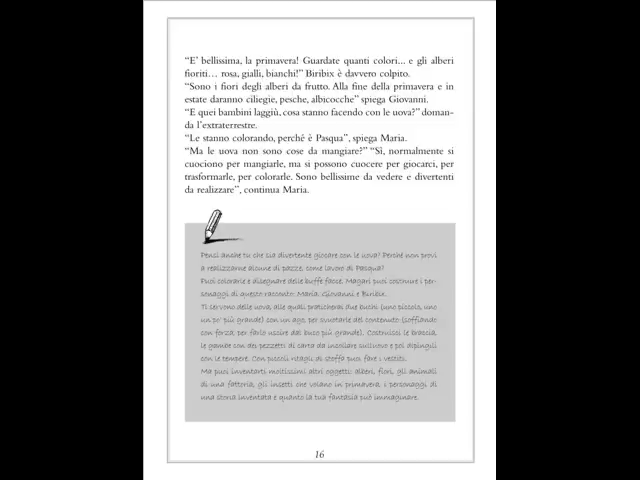 “E’ bellissima, la primavera! Guardate quanti colori... e gli alberi
fioriti… rosa, gialli, bianchi!” Biribix è davvero colpito.
“Sono i fiori degli alberi da frutto. Alla fine della primavera e in
estate daranno ciliegie, pesche, albicocche” spiega Giovanni.
“E quei bambini laggiù, cosa stanno facendo con le uova?” doman-
da l’extraterrestre.
“Le stanno colorando, perchê è Pasqua”, spiega Maria.
“Ma le uova non sono cose da mangiare?” “Sì, normalmente si
cuociono per mangiarle, ma si possono cuocere per giocarci, per
trasformarle, per colorarle. Sono bellissime da vedere e divertenti
da realizzare”, continua Maria.
Pensi anche tu che sia divertente giocare con le uova? Perché non provi
a realizzarne alcune di pazze, come lavoro di Pasqua?
Puoi colorarle e disegnare delle buffe facce. Magari puoi costruire i per-
sonaggi di questo racconto: Maria, Giovanni e Biribix.
Ti servono delle uova, alle quali praticherai due buchi (uno piccolo, uno
un po’ più grande) con un ago, per svuotarle del contenuto (soffiando
con forza, per farlo uscire dal buco più grande). Costruisci le braccia,
le gambe con dei pezzetti di carta da incollare sull’uovo e poi dipingili
con le tempere. Con piccoli ritagli di stoffa puoi fare i vestiti.
Ma puoi inventarti moltissimi altri oggetti: alberi, fiori, gli animali
di una fattoria, gli insetti che volano in primavera, i personaggi di
una storia inventata e quanto la tua fantasia può immaginare.
16